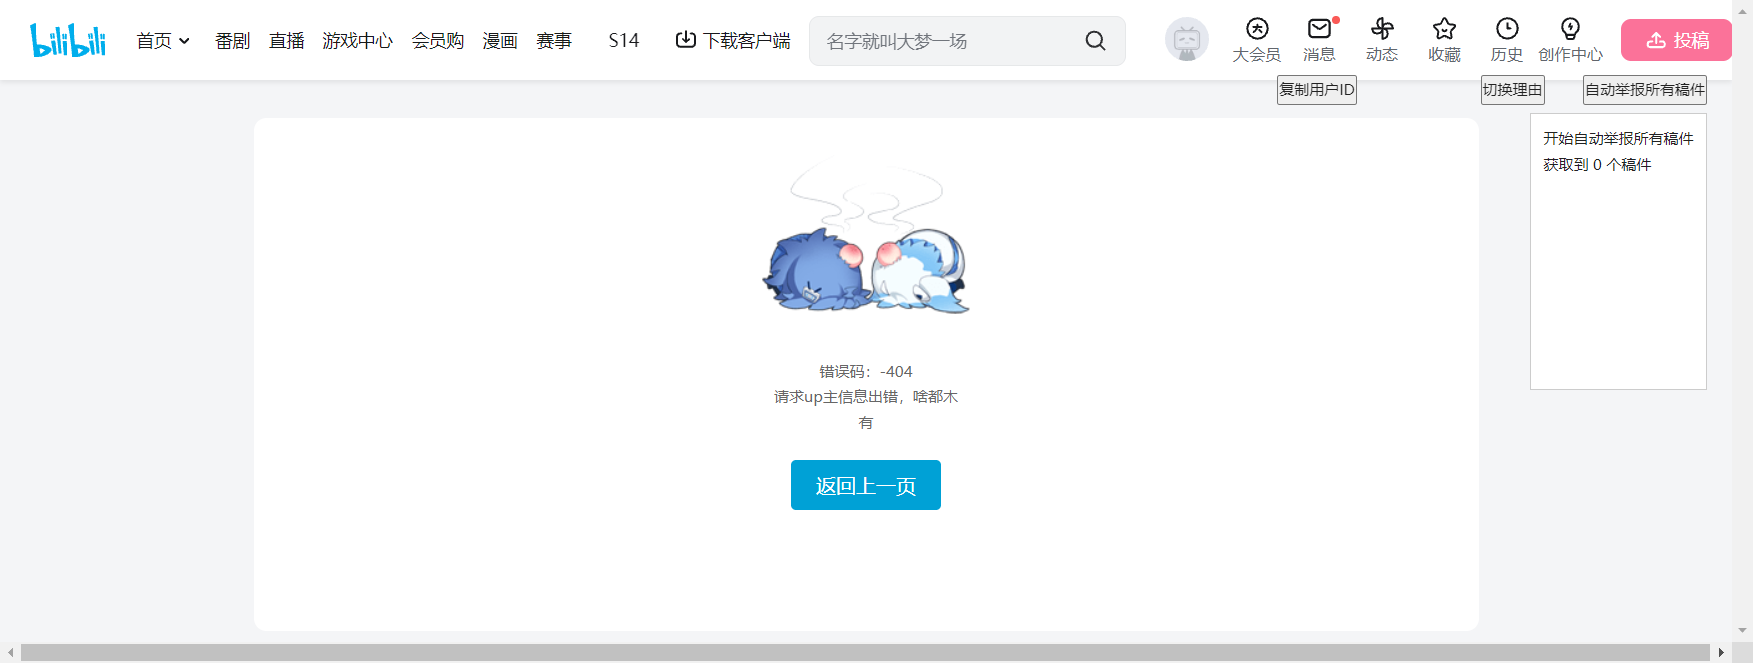 bilibili 首页 番剧 直播 游戏中心 会员购 漫画 赛事 S14 下载客户端 名字就叫大梦一场 大会员 消息 动态 收藏 历史 创作中心 投稿
复制用户ID 切换理由 自动举报所有稿件
开始自动举报所有稿件
获取到 0 个稿件
错误码：-404
请求up主信息出错，啥都木
有
返回上一页